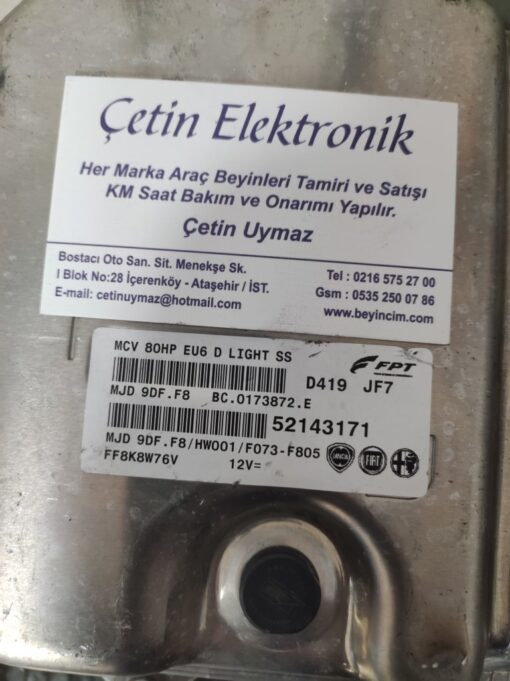 Çetin Elektronik
Her Marka Araç Beyinleri Tamiri ve Satışı
KM Saat Bakım ve Onarımı Yapılır.
Çetin Uymaz
Bostacı Oto San. Sit. Menekşe Sk.
I Blok No:28 İçerenköy - Ataşehir / İST.
E-mail: cetinuymaz@hotmail.com
Tel : 0216 575 27 00
Gsm : 0535 250 07 86
www.beyincim.com
MCV 80HP EU6 D LIGHT SS
FPT
D419 JF7
MJD 9DF.F8 BC.0173872.E
52143171
MJD 9DF.F8/HW001/F073-F805
FF8K8W76V 12V=
LANCIA
FIAT